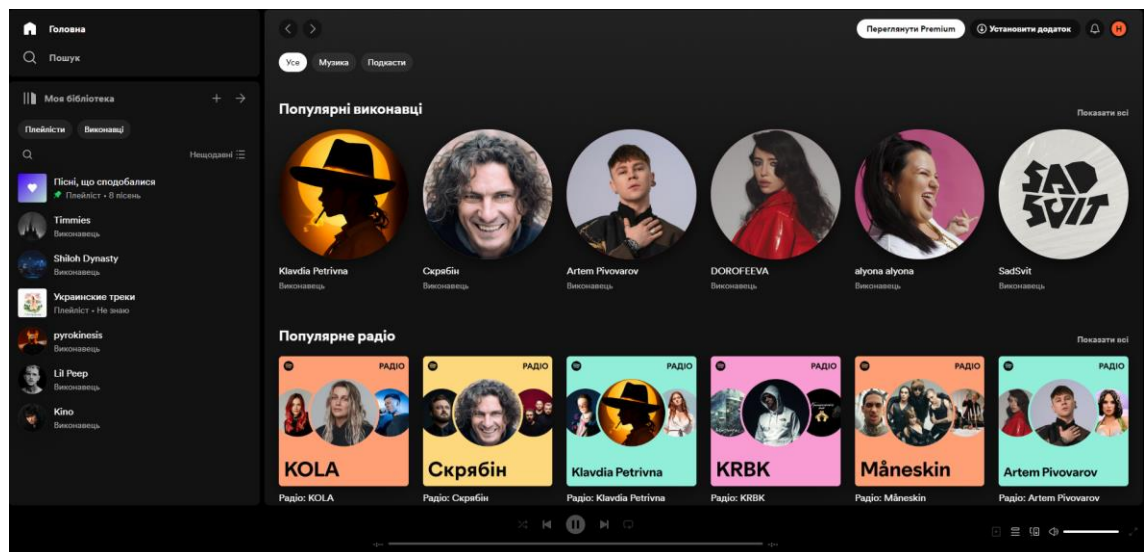 Головна
Пошук
Моя бібліотека
Плейлісти Виконавці
Нещодавні
Пісні, що сподобалися
Плейліст • 8 пісень
Timmies
Виконавець
Shiloh Dynasty
Виконавець
Украинские треки
Плейліст • Не знаю
pyrokinesis
Виконавець
Lil Peep
Виконавець
Кино
Виконавець
Переглянути Premium Установити додаток H
Усе Музика Подкасти
Популярні виконавці Показати всі
SAD SVIT
Klavdia Petrivna Скрябін Artem Pivovarov DOROFEEVA alyona alyona SadSvit
Виконавець Виконавець Виконавець Виконавець Виконавець Виконавець
Популярне радіо Показати всі
РАДІО РАДІО РАДІО РАДІО РАДІО РАДІО
KOLA Скрябін Klavdia Petrivna KRBK Måneskin Artem Pivovarov
Радіо: KOLA Радіо: Скрябін Радіо: Klavdia Petrivna Радіо: KRBK Радіо: Måneskin Радіо: Artem Pivovarov
-:-- -:--